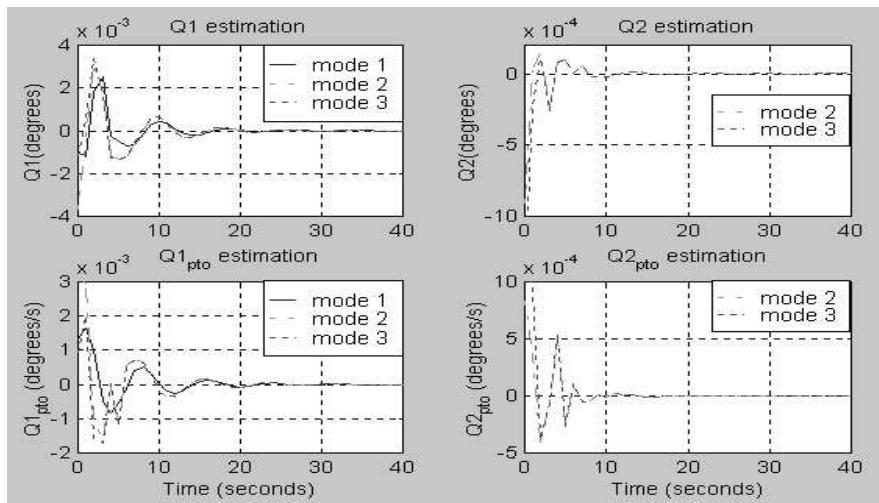 x 10^-3 Q1 estimation
4
2
0
-2
-4
Q1(degrees)
mode 1
mode 2
mode 3
0 10 20 30 40
x 10^-4 Q2 estimation
0
-5
-10
Q2(degrees)
mode 2
mode 3
0 10 20 30 40
x 10^-3 Q1pto estimation
3
2
1
0
-1
-2
Q1pto (degrees/s)
mode 1
mode 2
mode 3
0 10 20 30 40
Time (seconds)
x 10^-4 Q2pto estimation
10
5
0
-5
Q2pto (degrees/s)
mode 2
mode 3
0 10 20 30 40
Time (seconds)